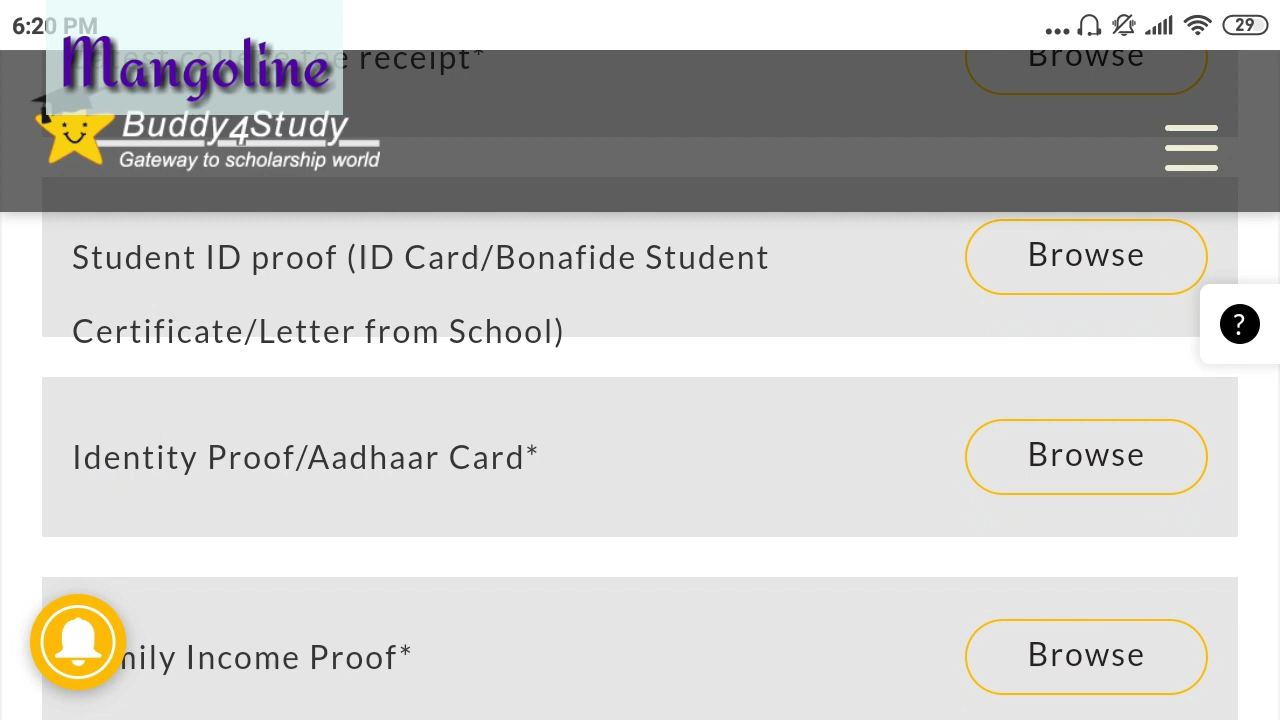 6:20 PM
29
Mangoline
receipt*
Browse
Buddy4Study
Gateway to scholarship world
Student ID proof (ID Card/Bonafide Student
Browse
Certificate/Letter from School)
?
Identity Proof/Aadhaar Card*
Browse
mily Income Proof*
Browse